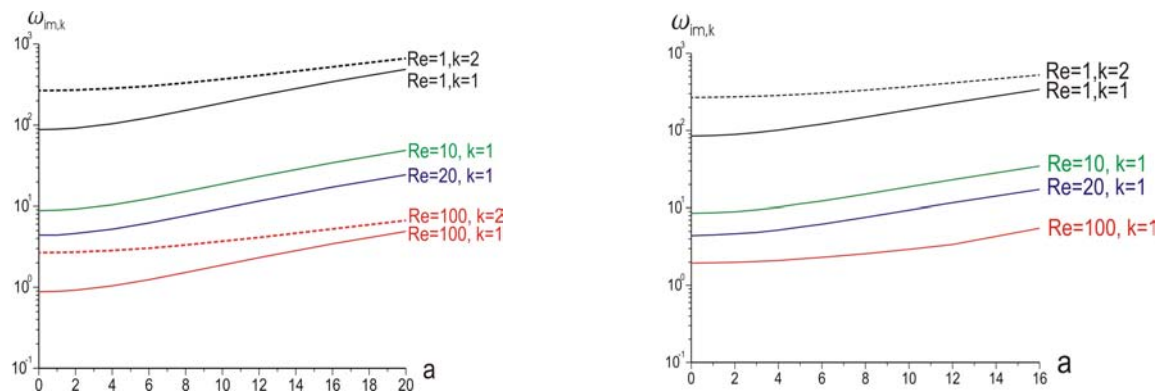 ω_im,k
10^3
10^2
10^1
10^0
10^-1
0 2 4 6 8 10 12 14 16 18 20
a
Re=1,k=2
Re=1,k=1
Re=10, k=1
Re=20, k=1
Re=100, k=2
Re=100, k=1
ω_im,k
10^3
10^2
10^1
10^0
10^-1
0 2 4 6 8 10 12 14 16
a
Re=1,k=2
Re=1,k=1
Re=10, k=1
Re=20, k=1
Re=100, k=1